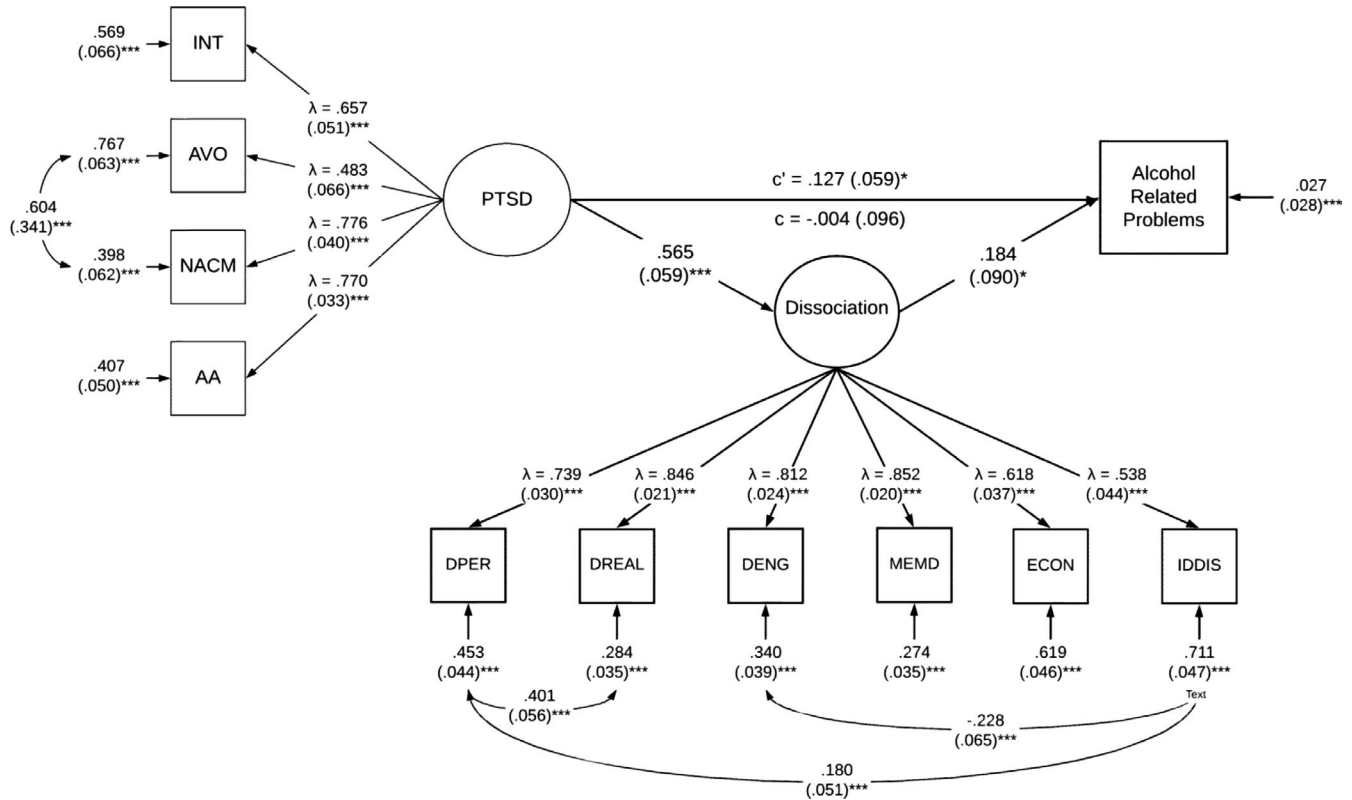 .569
(.066)***
INT
λ = .657
(.051)***
.767
(.063)***
AVO
λ = .483
(.066)***
.604
(.341)***
λ = .776
(.040)***
.398
(.062)***
NACM
λ = .770
(.033)***
.407
(.050)***
AA
PTSD
c' = .127 (.059)*
c = -.004 (.096)
.565
(.059)***
Dissociation
.184
(.090)*
Alcohol
Related
Problems
.027
(.028)***
λ = .739
(.030)***
λ = .846
(.021)***
λ = .812
(.024)***
λ = .852
(.020)***
λ = .618
(.037)***
λ = .538
(.044)***
DPER
DREAL
DENG
MEMD
ECON
IDDIS
.453
(.044)***
.284
(.035)***
.340
(.039)***
.274
(.035)***
.619
(.046)***
.711
(.047)***
Text
.401
(.056)***
-.228
(.065)***
.180
(.051)***